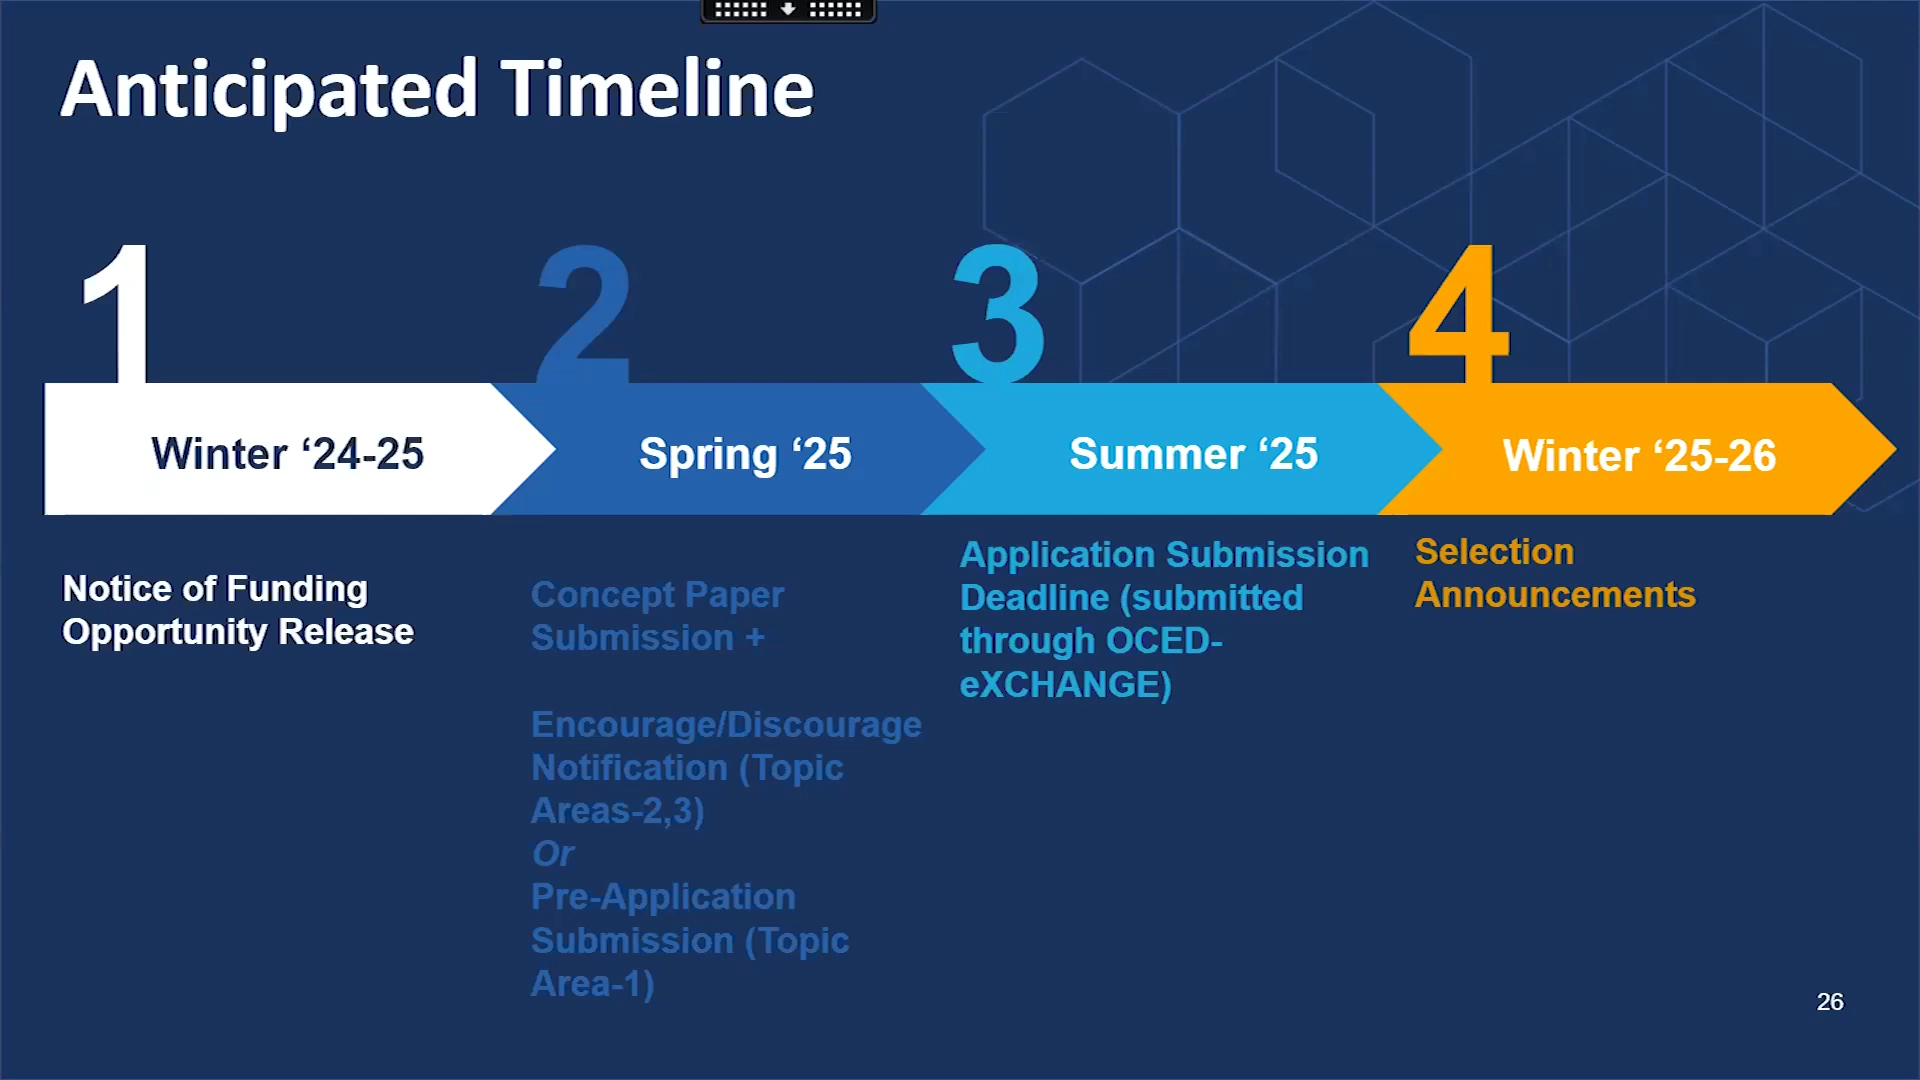 Anticipated Timeline
1
2
3
4
Winter ‘24-25
Spring ‘25
Summer ‘25
Winter ‘25-26
Notice of Funding
Opportunity Release
Concept Paper
Submission +
Encourage/Discourage
Notification (Topic
Areas-2,3)
Or
Pre-Application
Submission (Topic
Area-1)
Application Submission
Deadline (submitted
through OCED-
eXCHANGE)
Selection
Announcements
26